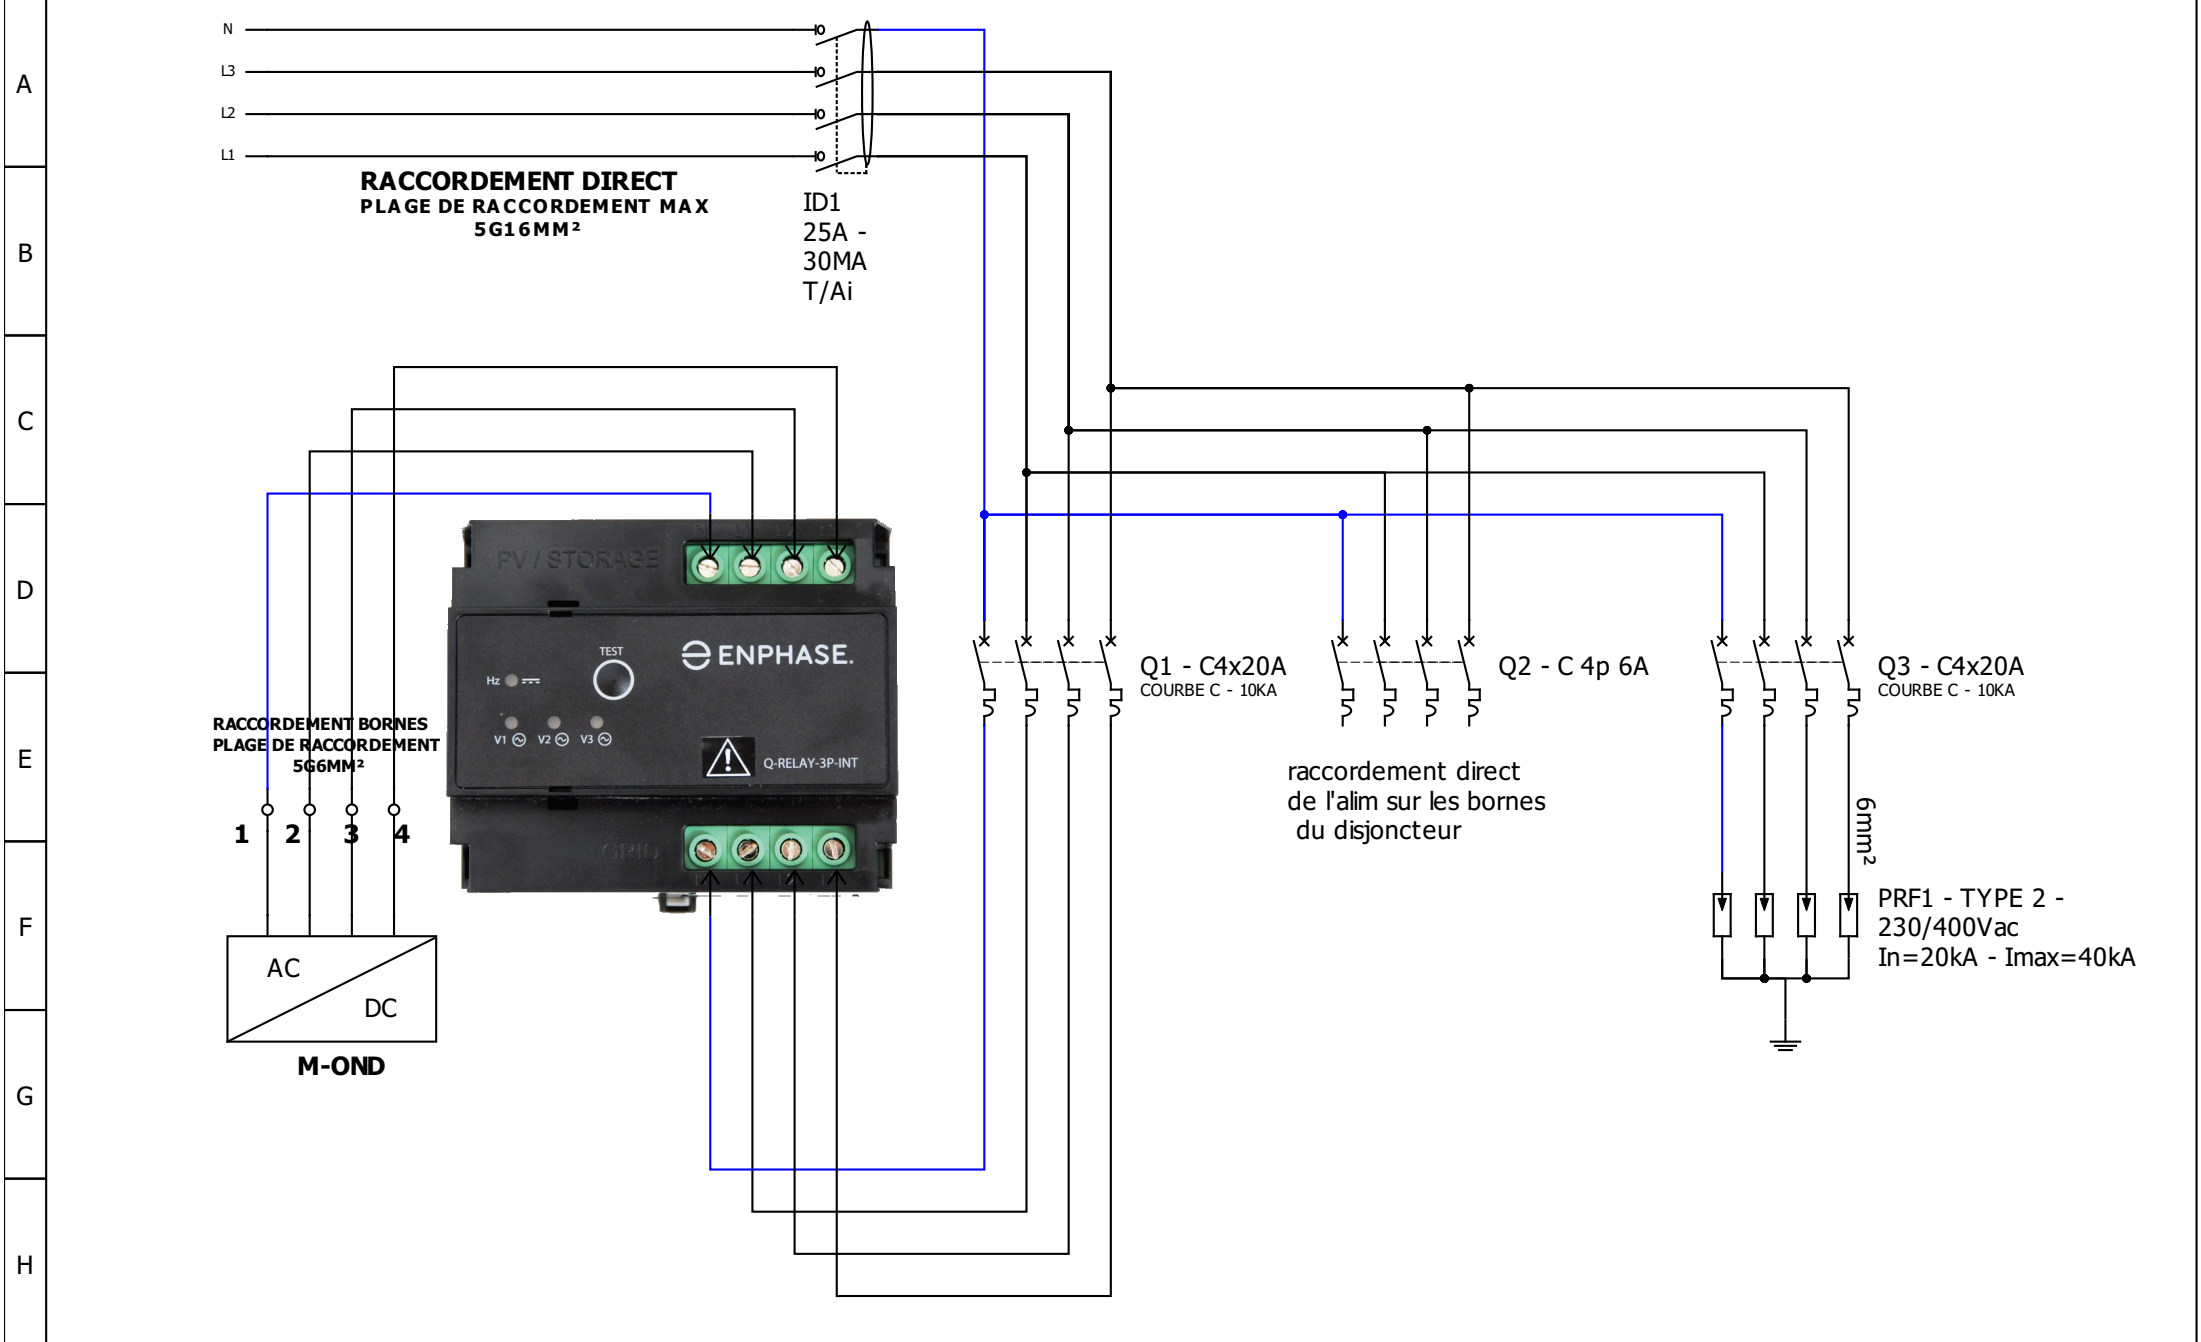 N
L3
A
L2
L1
RACCORDEMENT DIRECT
PLAGE DE RACCORDEMENT MAX
5G16MM²
ID1
25A -
30MA
T/Ai
B
C
D
PV / STORAGE
TEST
ENPHASE.
Hz
V1
V2
V3
Q-RELAY-3P-INT
GRID
Q1 - C4x20A
COURBE C - 10KA
Q2 - C 4p 6A
Q3 - C4x20A
COURBE C - 10KA
RACCORDEMENT BORNES
PLAGE DE RACCORDEMENT
5G6MM²
E
raccordement direct
de l'alim sur les bornes
du disjoncteur
6mm²
1 2 3 4
F
PRF1 - TYPE 2 -
230/400Vac
In=20kA - Imax=40kA
AC
DC
M-OND
G
H